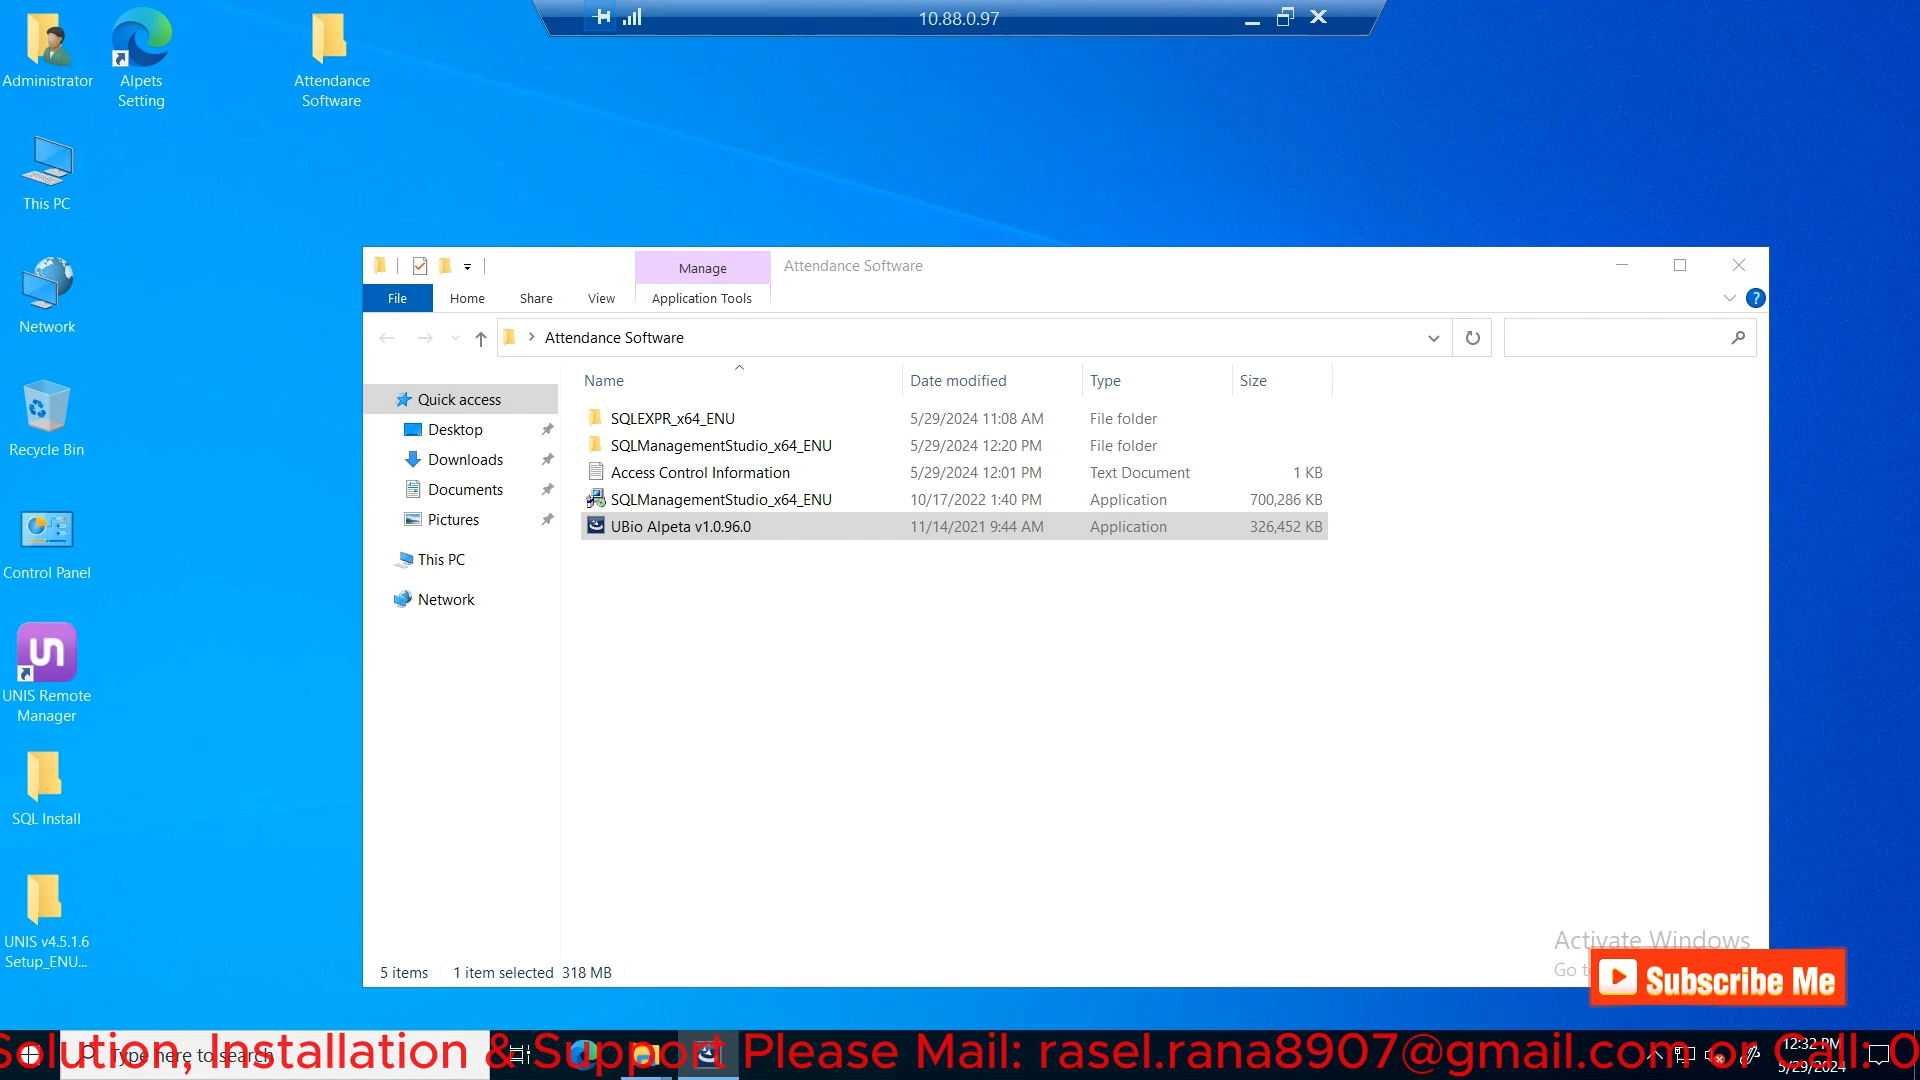 10.88.0.97
Administrator
Alpets
Setting
Attendance
Software
This PC
Network
Recycle Bin
Control Panel
UNIS Remote
Manager
SQL Install
UNIS v4.5.1.6
Setup_ENU...
Manage
Attendance Software
File
Home
Share
View
Application Tools
Attendance Software
Name
Date modified
Type
Size
Quick access
Desktop
Downloads
Documents
Pictures
This PC
Network
SQLEXPR_x64_ENU 5/29/2024 11:08 AM File folder
SQLManagementStudio_x64_ENU 5/29/2024 12:20 PM File folder
Access Control Information 5/29/2024 12:01 PM Text Document 1 KB
SQLManagementStudio_x64_ENU 10/17/2022 1:40 PM Application 700,286 KB
UBio Alpeta v1.0.96.0 11/14/2021 9:44 AM Application 326,452 KB
5 items 1 item selected 318 MB
Activate Windows
Go t
Subscribe Me
Type here to search
Solution, Installation & Support Please Mail: rasel.rana8907@gmail.com or Call: 0
12:32 PM
5/29/2024